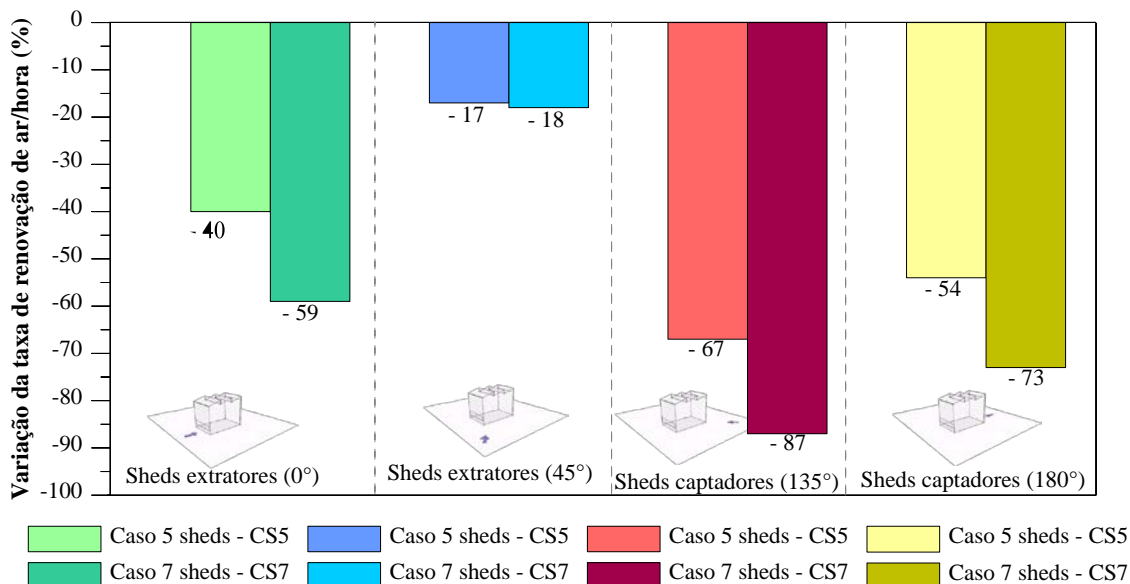 Variação da taxa de renovação de ar/hora (%)
0
-10
-20
-30
-40
-50
-60
-70
-80
-90
-100
- 40
- 59
- 17
- 18
- 67
- 87
- 54
- 73
Sheds extratores (0°)
Sheds extratores (45°)
Sheds captadores (135°)
Sheds captadores (180°)
Caso 5 sheds - CS5
Caso 5 sheds - CS5
Caso 5 sheds - CS5
Caso 5 sheds - CS5
Caso 7 sheds - CS7
Caso 7 sheds - CS7
Caso 7 sheds - CS7
Caso 7 sheds - CS7